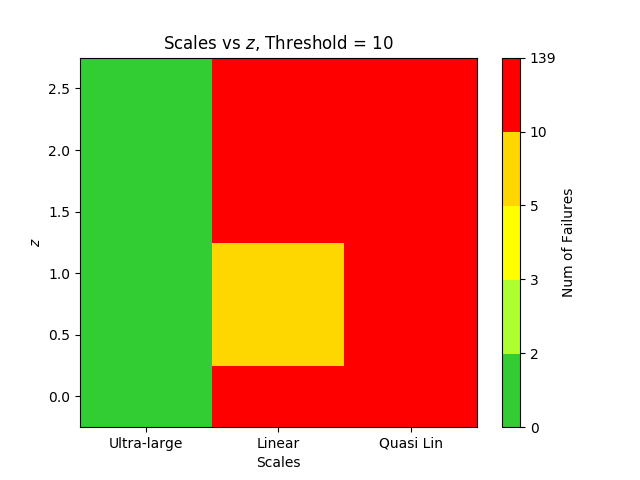 Scales vs z, Threshold = 10
2.5
2.0
1.5
1.0
0.5
0.0
z
Ultra-large Linear Quasi Lin
Scales
139
10
5
3
2
0
Num of Failures